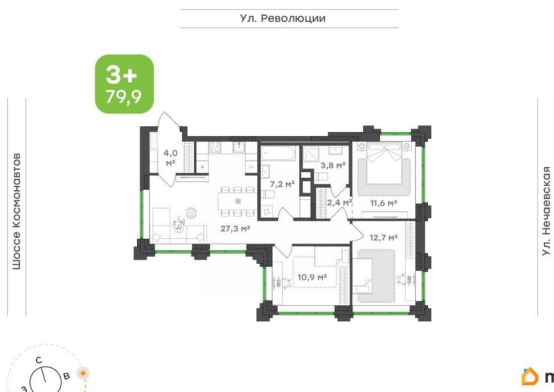 Ул. Революции
3+
79,9
Шоссе Космонавтов
Ул. Нечаевская
4,0
м²
3,8 м²
7,2 м²
2,4 м²
11,6 м²
27,3 м²
12,7 м²
10,9 м²
С
В
З
m